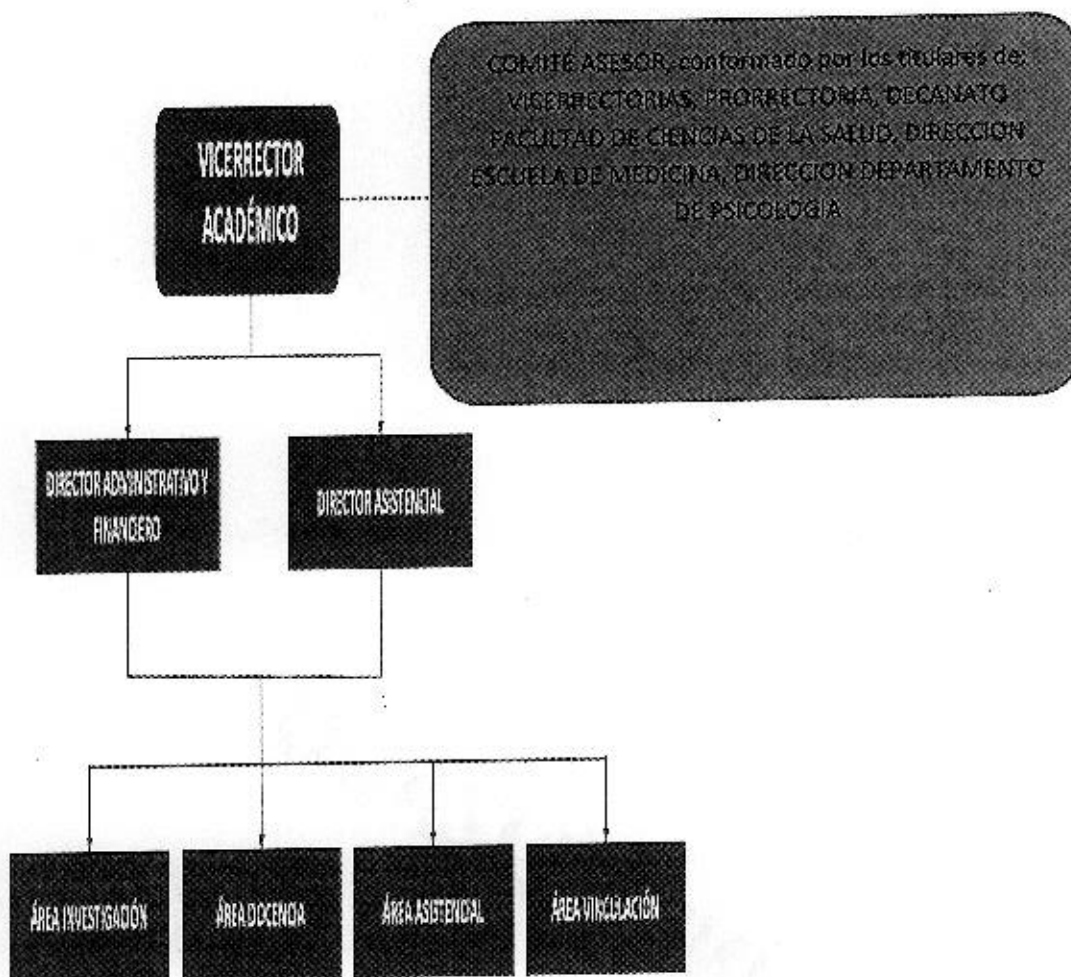 COMITÉ ASESOR, conformado por los titulares de:
VICERRECTORIAS, PRORRECTORIA, DECANATO
FACULTAD DE CIENCIAS DE LA SALUD, DIRECCION
ESCUELA DE MEDICINA, DIRECCION DEPARTAMENTO
DE PSICOLOGIA
VICERRECTOR
ACADÉMICO
DIRECTOR ADMINISTRATIVO Y
FINANCIERO
DIRECTOR ASISTENCIAL
ÁREA INVESTIGACIÓN
ÁREA DOCENCIA
ÁREA ASISTENCIAL
ÁREA VINCULACIÓN